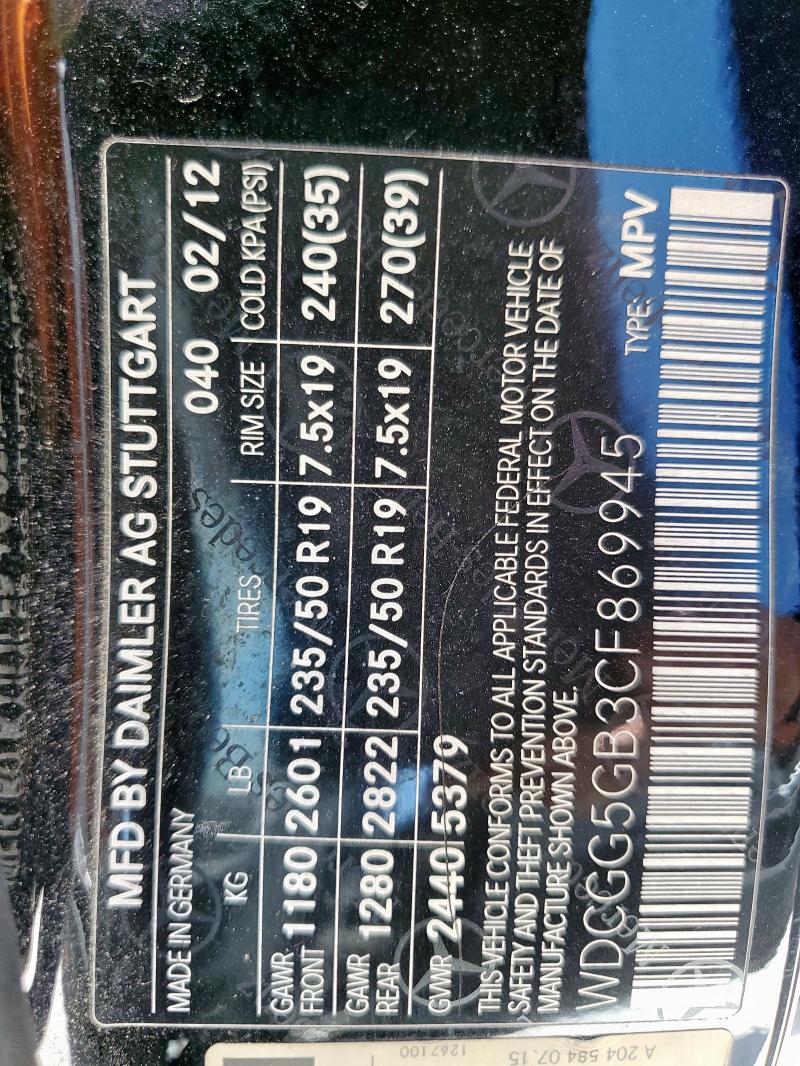 MFD BY DAIMLER AG STUTTGART
MADE IN GERMANY 040 02/12
KG LB TIRES RIM SIZE COLD KPA(PSI)
GAWR FRONT 1180 2601 235/50 R19 7.5x19 240(35)
GAWR REAR 1280 2822 235/50 R19 7.5x19 270(39)
GVWR 2440 5379
THIS VEHICLE CONFORMS TO ALL APPLICABLE FEDERAL MOTOR VEHICLE
SAFETY AND THEFT PREVENTION STANDARDS IN EFFECT ON THE DATE OF
MANUFACTURE SHOWN ABOVE.
WDCGG5GB3CF869945 TYPE: MPV
A 204 584 07 15
1267100